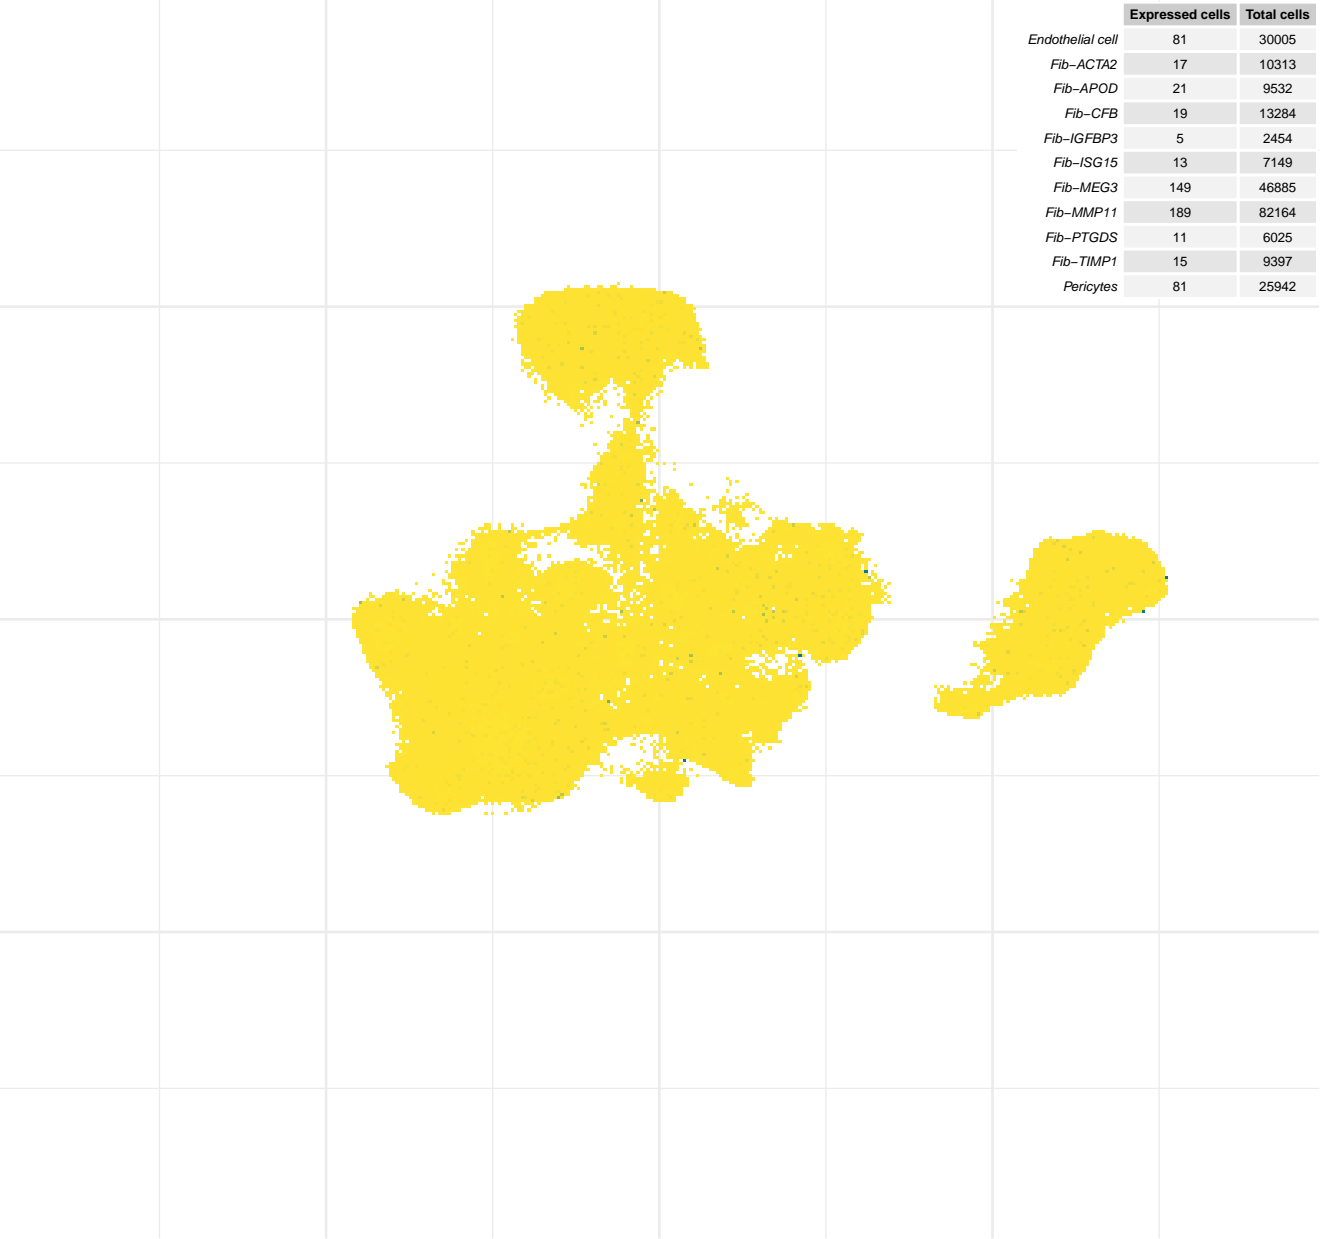 Expressed cells Total cells
Endothelial cell 81 30005
Fib−ACTA2 17 10313
Fib−APOD 21 9532
Fib−CFB 19 13284
Fib−IGFBP3 5 2454
Fib−ISG15 13 7149
Fib−MEG3 149 46885
Fib−MMP11 189 82164
Fib−PTGDS 11 6025
Fib−TIMP1 15 9397
Pericytes 81 25942